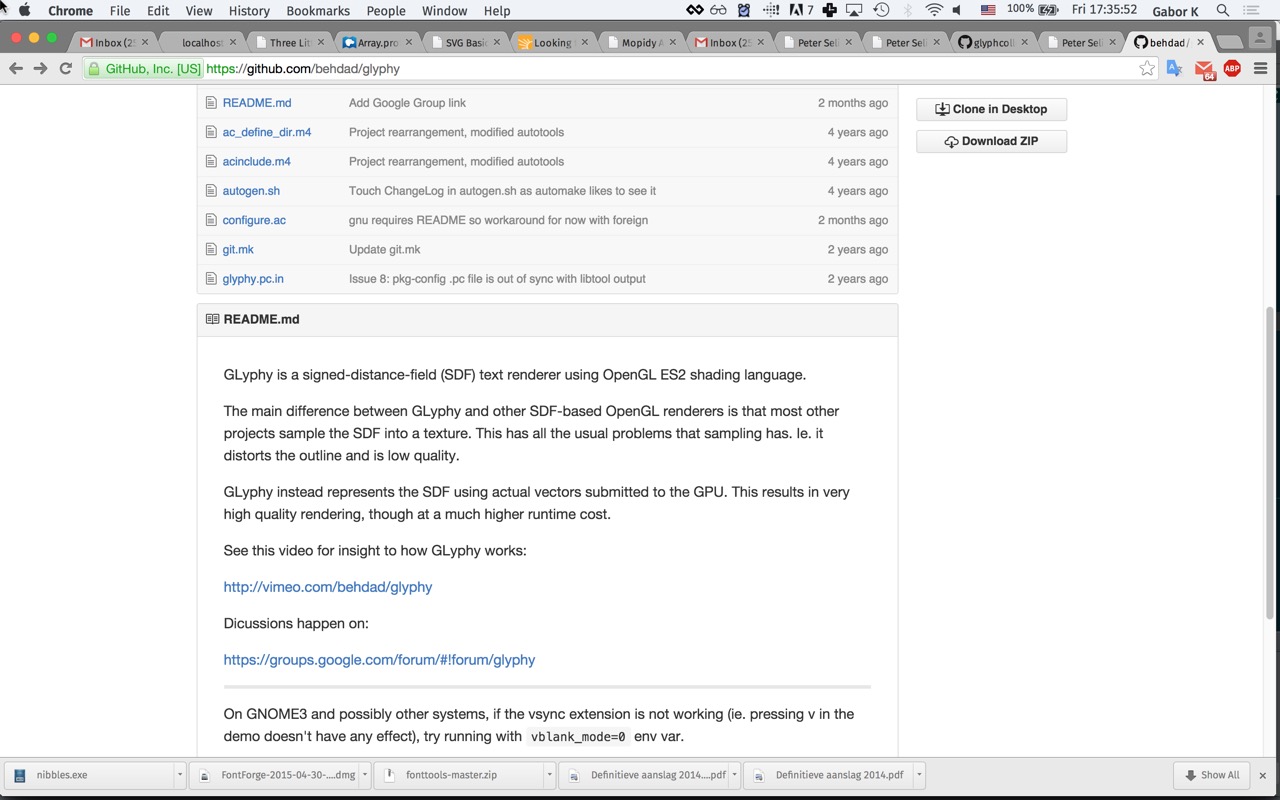 Chrome File Edit View History Bookmarks People Window Help 7 100% Fri 17:35:52 Gabor K
Inbox (25 localhost Three Lit Array.pro SVG Basic Looking Mopidy A Inbox (25 Peter Seli Peter Seli glyphcoll Peter Seli behdad/
GitHub, Inc. [US] https://github.com/behdad/glyphy 64 ABP
README.md Add Google Group link 2 months ago
Clone in Desktop
ac_define_dir.m4 Project rearrangement, modified autotools 4 years ago
Download ZIP
acinclude.m4 Project rearrangement, modified autotools 4 years ago
autogen.sh Touch ChangeLog in autogen.sh as automake likes to see it 4 years ago
configure.ac gnu requires README so workaround for now with foreign 2 months ago
git.mk Update git.mk 2 years ago
glyphy.pc.in Issue 8: pkg-config .pc file is out of sync with libtool output 2 years ago
README.md
GLyphy is a signed-distance-field (SDF) text renderer using OpenGL ES2 shading language.
The main difference between GLyphy and other SDF-based OpenGL renderers is that most other
projects sample the SDF into a texture. This has all the usual problems that sampling has. Ie. it
distorts the outline and is low quality.
GLyphy instead represents the SDF using actual vectors submitted to the GPU. This results in very
high quality rendering, though at a much higher runtime cost.
See this video for insight to how GLyphy works:
http://vimeo.com/behdad/glyphy
Dicussions happen on:
https://groups.google.com/forum/#!forum/glyphy
On GNOME3 and possibly other systems, if the vsync extension is not working (ie. pressing v in the
demo doesn't have any effect), try running with vblank_mode=0 env var.
nibbles.exe FontForge-2015-04-30-....dmg fonttools-master.zip Definitieve aanslag 2014....pdf Definitieve aanslag 2014.pdf Show All